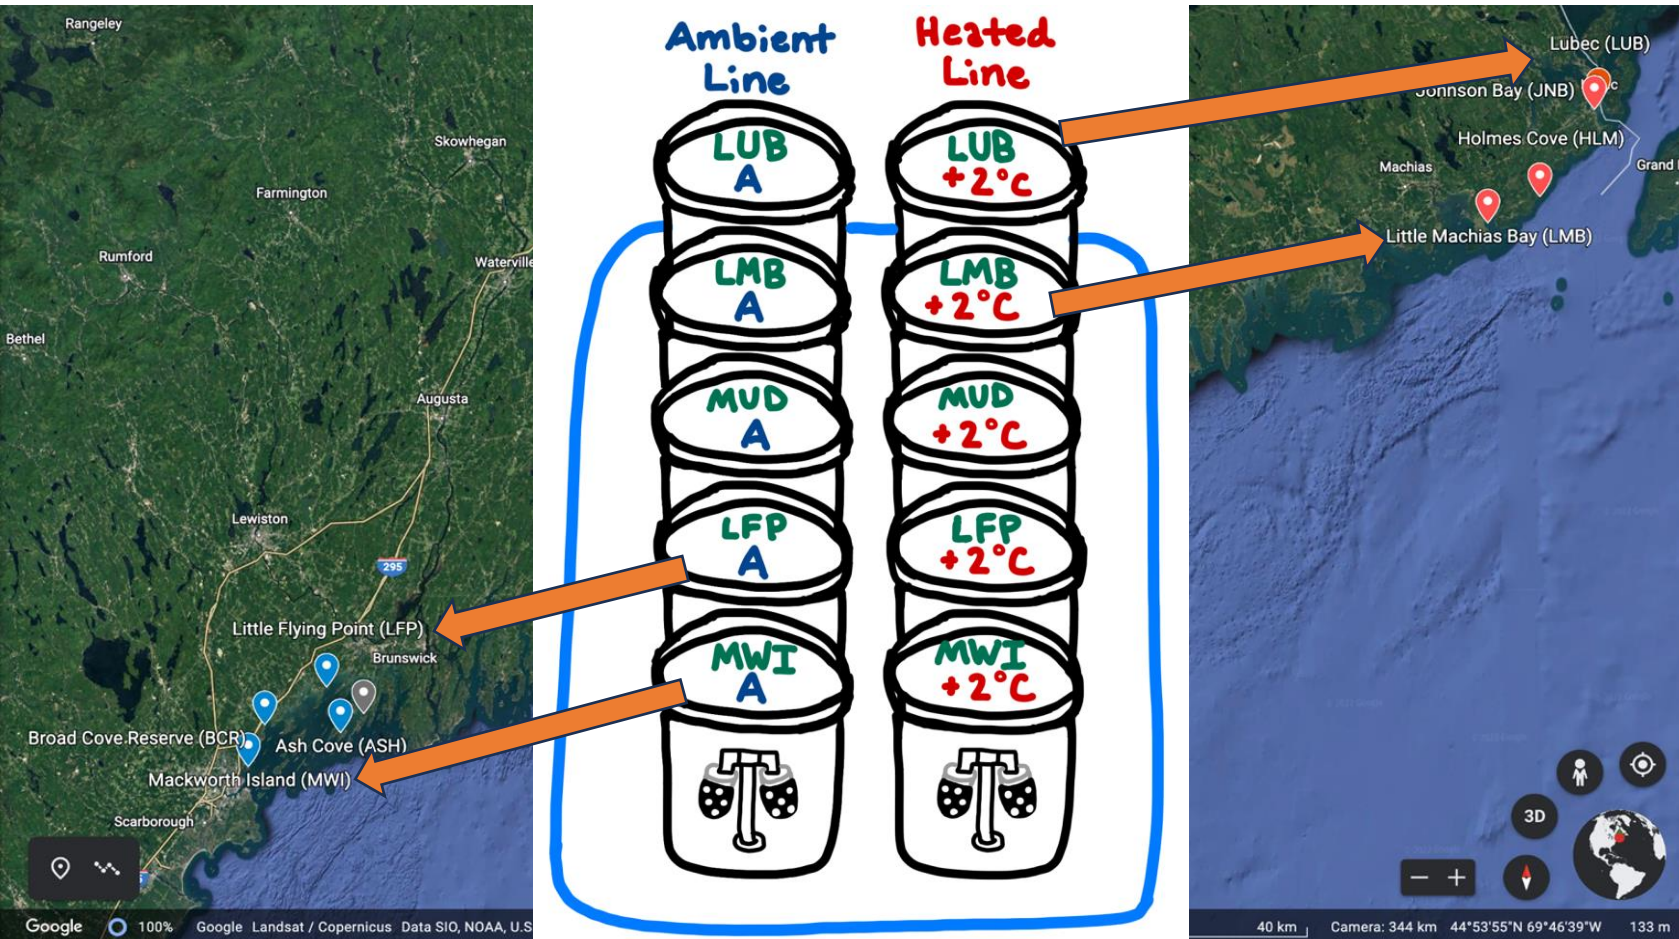 Rangeley
Skowhegan
Farmington
Rumford
Waterville
Bethel
Augusta
Lewiston
295
Little Flying Point (LFP)
Brunswick
Broad Cove Reserve (BCR)
Ash Cove (ASH)
Mackworth Island (MWI)
Scarborough
Google 100% Google Landsat / Copernicus Data SIO, NOAA, U.S
Ambient
Line
LUB
A
LMB
A
MUD
A
LFP
A
MWI
A
Heated
Line
LUB
+2°C
LMB
+2°C
MUD
+2°C
LFP
+2°C
MWI
+2°C
Lubec (LUB)
Johnson Bay (JNB)
Holmes Cove (HLM)
Machias
Grand
Little Machias Bay (LMB)
3D
40 km Camera: 344 km 44°53'55"N 69°46'39"W 133 m